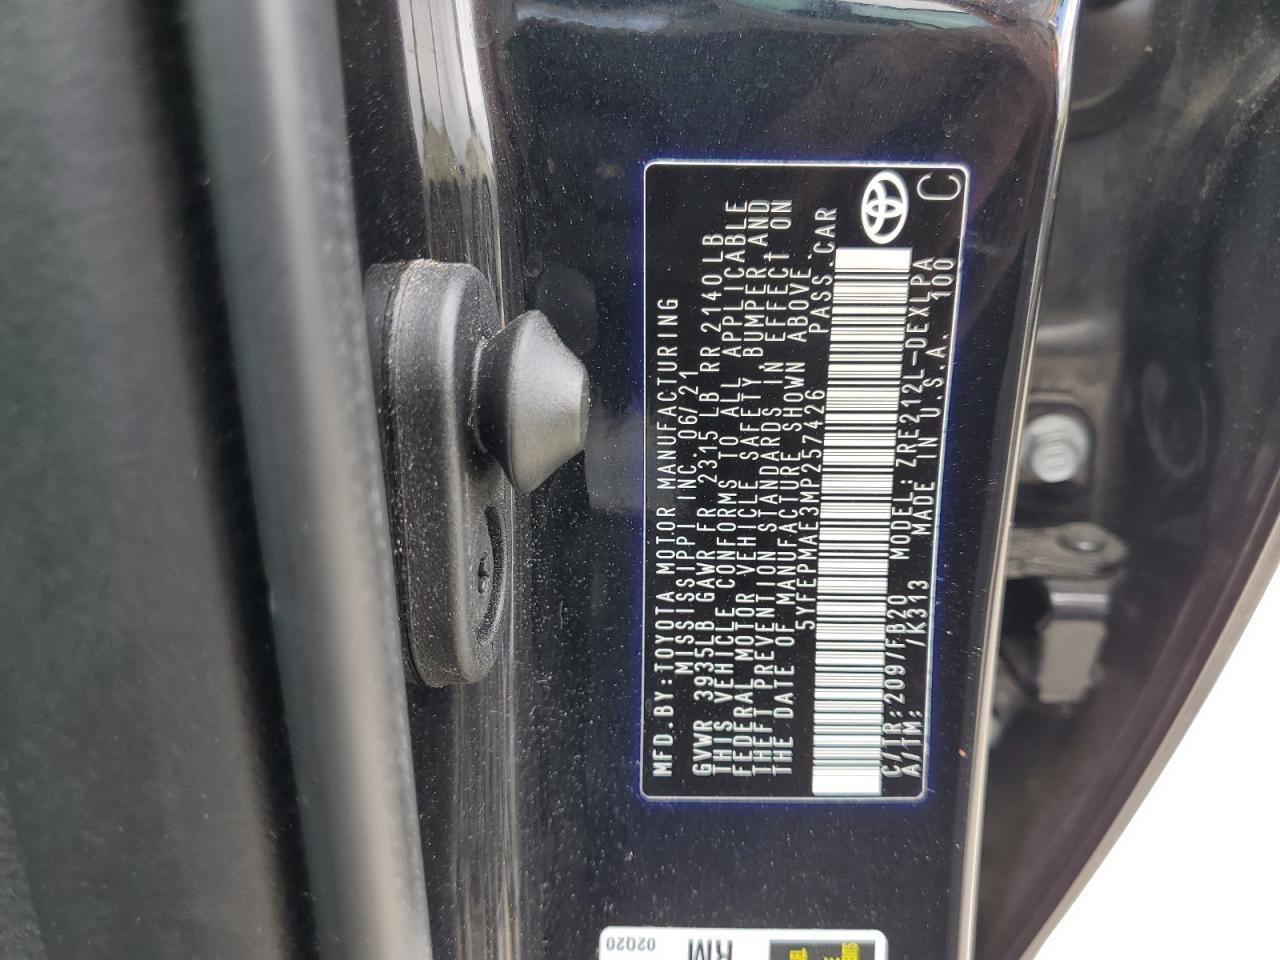 MFD.BY:TOYOTA MOTOR MANUFACTURING
MISSISSIPPI INC. 06/21
GVWR 3935LB GAWR FR 2315 LB RR 2140 LB
THIS VEHICLE CONFORMS TO ALL APPLICABLE
FEDERAL MOTOR VEHICLE SAFETY, BUMPER AND
THEFT PREVENTION STANDARDS IN EFFECT ON
THE DATE OF MANUFACTURE SHOWN ABOVE.
5YFEPMAE3MP257426 PASS.CAR
C/TR:209/FB20 MODEL:ZRE212L-DEXLPA
A/TM: /K313 MADE IN U.S.A. 100
C
02Q20
RM